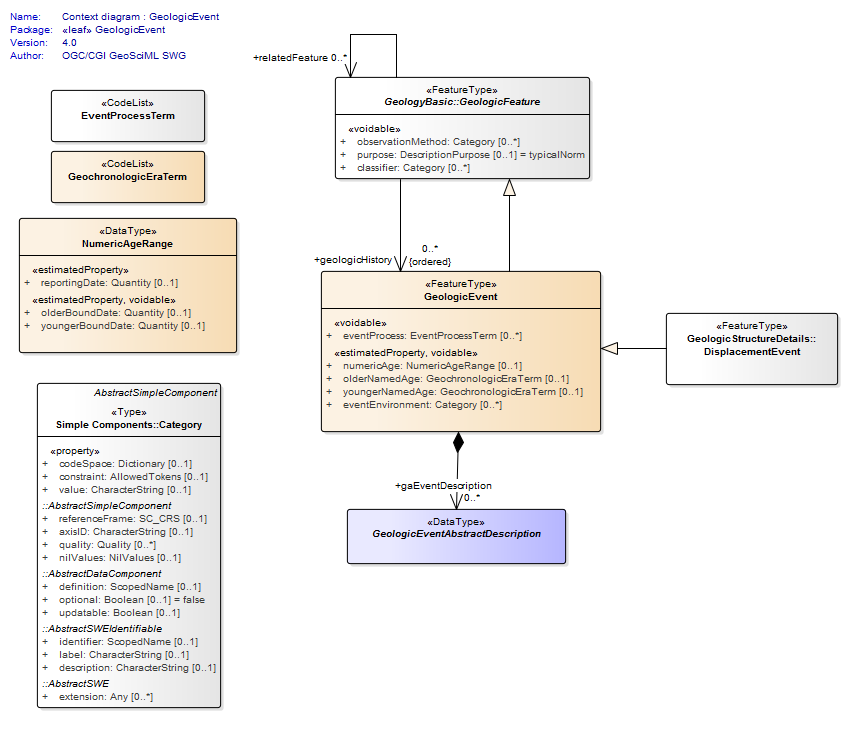 Name: Context diagram : GeologicEvent
Package: «leaf» GeologicEvent
Version: 4.0
Author: OGC/CGI GeoSciML SWG
+relatedFeature 0..*
«FeatureType»
GeologyBasic::GeologicFeature
«voidable»
+ observationMethod: Category [0..*]
+ purpose: DescriptionPurpose [0..1] = typicalNorm
+ classifier: Category [0..*]
«CodeList»
EventProcessTerm
«CodeList»
GeochronologicEraTerm
«DataType»
NumericAgeRange
«estimatedProperty»
+ reportingDate: Quantity [0..1]
«estimatedProperty, voidable»
+ olderBoundDate: Quantity [0..1]
+ youngerBoundDate: Quantity [0..1]
0..*
+geologicHistory {ordered}
«FeatureType»
GeologicEvent
«voidable»
+ eventProcess: EventProcessTerm [0..*]
«estimatedProperty, voidable»
+ numericAge: NumericAgeRange [0..1]
+ olderNamedAge: GeochronologicEraTerm [0..1]
+ youngerNamedAge: GeochronologicEraTerm [0..1]
+ eventEnvironment: Category [0..*]
«FeatureType»
GeologicStructureDetails::
DisplacementEvent
AbstractSimpleComponent
«Type»
Simple Components::Category
«property»
+ codeSpace: Dictionary [0..1]
+ constraint: AllowedTokens [0..1]
+ value: CharacterString [0..1]
::AbstractSimpleComponent
+ referenceFrame: SC_CRS [0..1]
+ axisID: CharacterString [0..1]
+ quality: Quality [0..*]
+ nilValues: NilValues [0..1]
::AbstractDataComponent
+ definition: ScopedName [0..1]
+ optional: Boolean [0..1] = false
+ updatable: Boolean [0..1]
::AbstractSWEIdentifiable
+ identifier: ScopedName [0..1]
+ label: CharacterString [0..1]
+ description: CharacterString [0..1]
::AbstractSWE
+ extension: Any [0..*]
+gaEventDescription
0..*
«DataType»
GeologicEventAbstractDescription